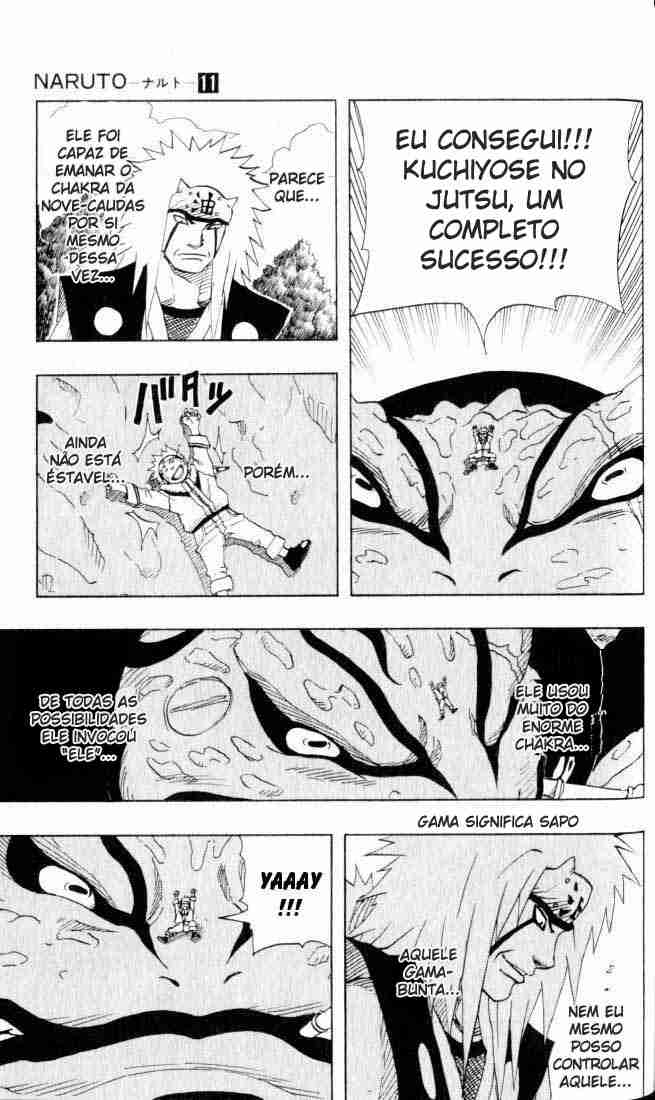 NARUTO —ナルト— 11
EU CONSEGUI!!!
KUCHIYOSE NO
JUTSU, UM
COMPLETO
SUCESSO!!!
PARECE
QUE...
ELE FOI
CAPAZ DE
EMANAR O
CHAKRA DA
NOVE-CAUDAS
POR SI
MESMO
DESSA
VEZ...
油
バタッ
PORÉM...
AINDA
NÃO ESTÁ
ÉSTAVEL...
ELE USOU
MUITO DO
ENORME
CHAKRA...
DE TODAS AS
POSSIBILIDADES
ELE INVOCOU
"ELE"...
GAMA SIGNIFICA SAPO
AQUELE
GAMA-
BUNTA...
NEM EU
MESMO
POSSO
CONTROLAR
AQUELE...
YAAAY
!!!